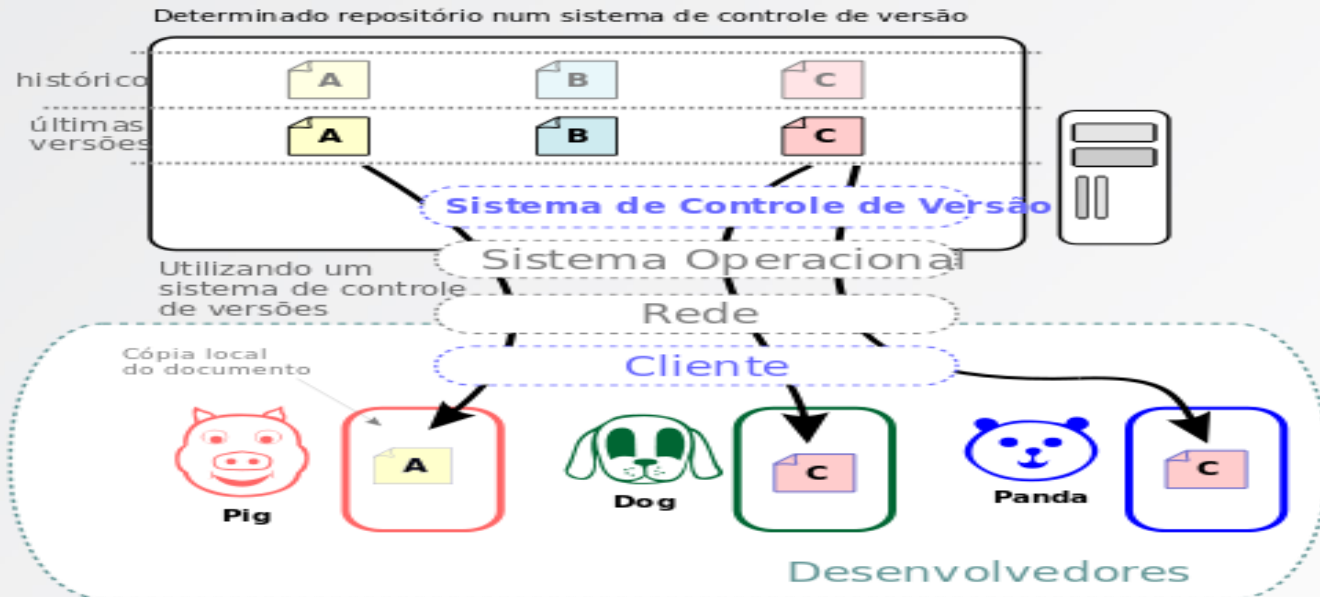 Determinado repositório num sistema de controle de versão
histórico
A
B
C
últimas
versões
A
B
C
Sistema de Controle de Versão
Sistema Operacional
Utilizando um
sistema de controle
de versões
Rede
Cópia local
do documento
Cliente
A
C
C
Pig
Dog
Panda
Desenvolvedores